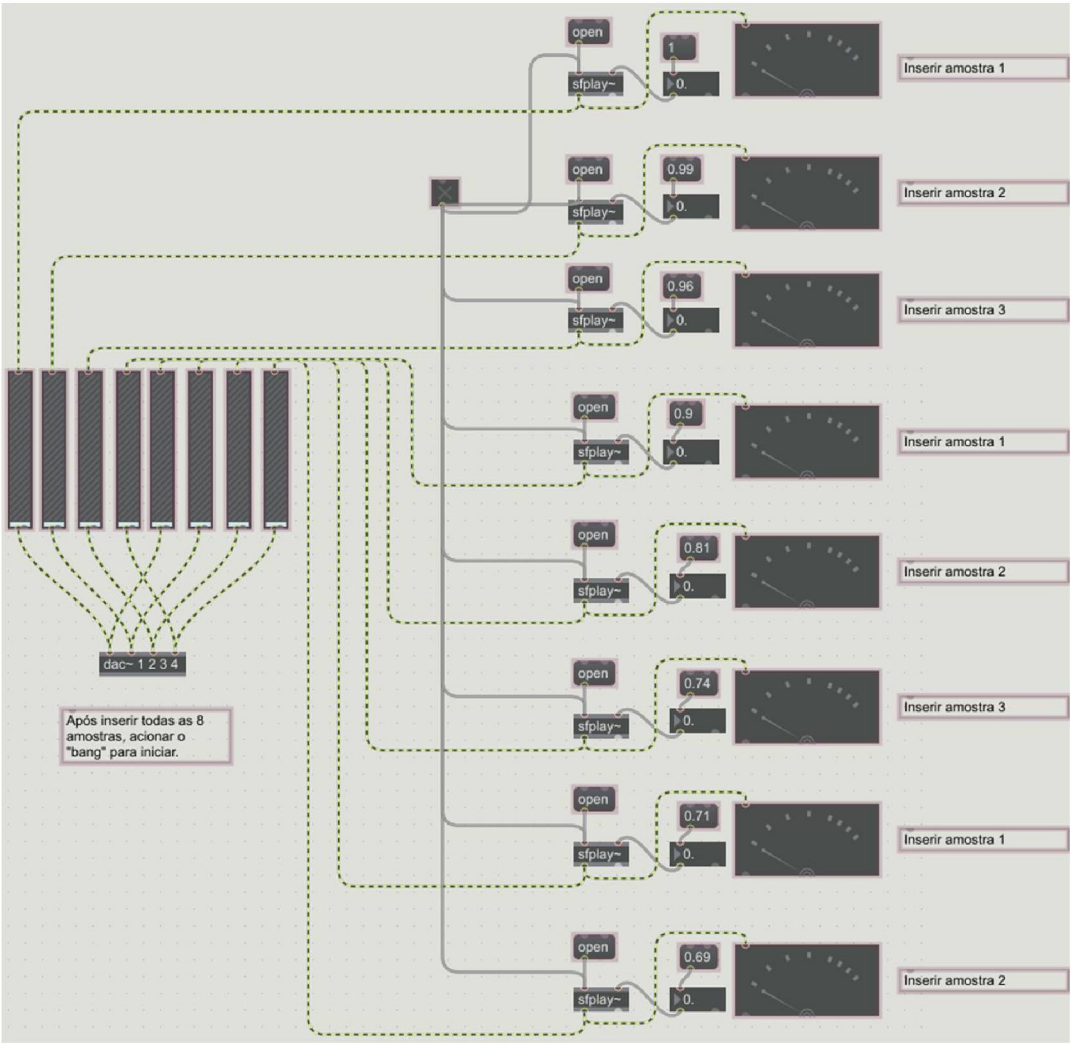 open
1
sfplay~
0.
Inserir amostra 1
open
0.99
sfplay~
0.
Inserir amostra 2
open
0.96
sfplay~
0.
Inserir amostra 3
open
0.9
sfplay~
0.
Inserir amostra 1
open
0.81
sfplay~
0.
Inserir amostra 2
open
0.74
sfplay~
0.
Inserir amostra 3
open
0.71
sfplay~
0.
Inserir amostra 1
open
0.69
sfplay~
0.
Inserir amostra 2
dac~ 1 2 3 4
Após inserir todas as 8
amostras, acionar o
"bang" para iniciar.